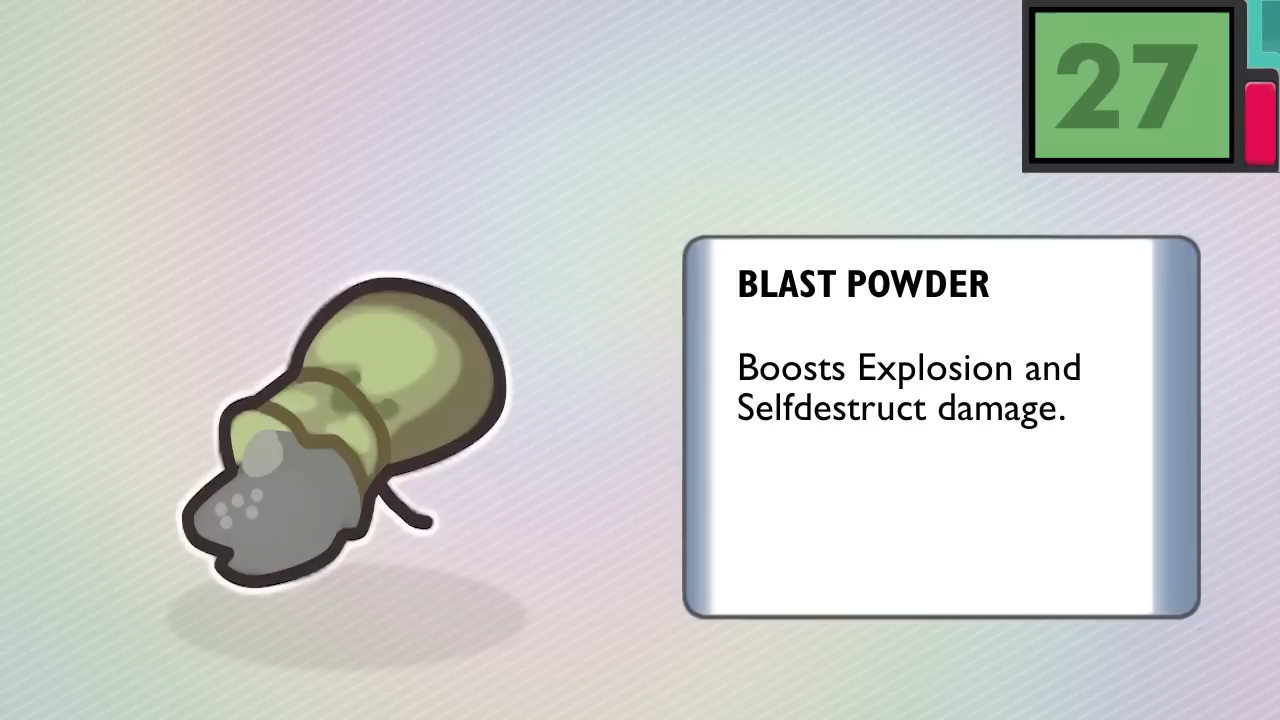 27
BLAST POWDER
Boosts Explosion and
Selfdestruct damage.